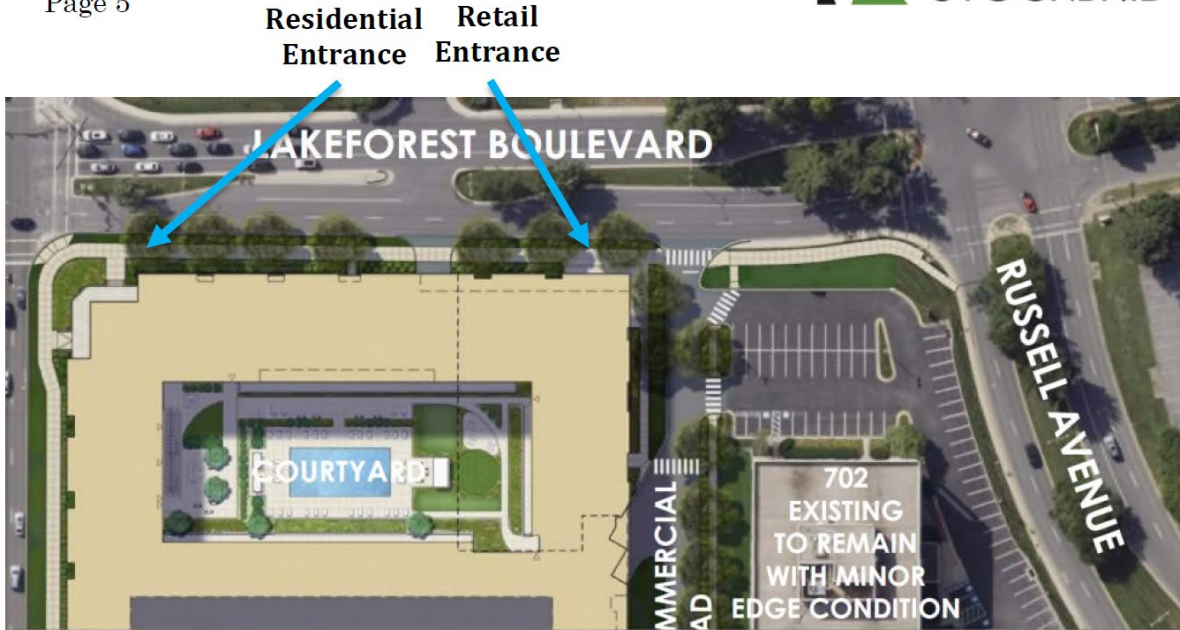 Page 5
Residential
Entrance
Retail
Entrance
LAKEFOREST BOULEVARD
RUSSELL AVENUE
COURTYARD
702
EXISTING
TO REMAIN
WITH MINOR
EDGE CONDITION